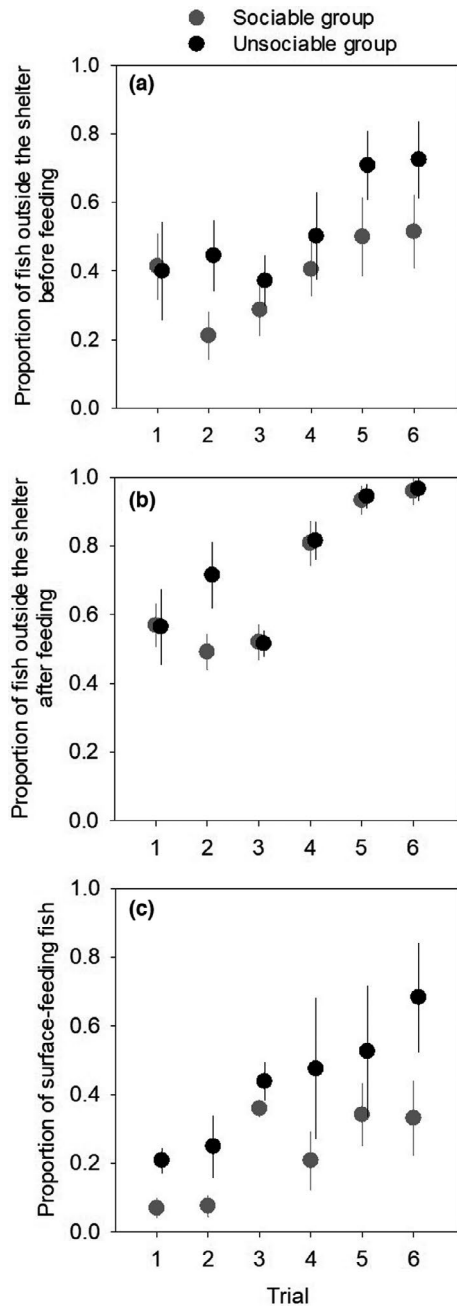 Sociable group
Unsociable group
(a)
Proportion of fish outside the shelter
before feeding
1.0
0.8
0.6
0.4
0.2
0.0
1 2 3 4 5 6
(b)
Proportion of fish outside the shelter
after feeding
1.0
0.8
0.6
0.4
0.2
0.0
1 2 3 4 5 6
(c)
Proportion of surface-feeding fish
1.0
0.8
0.6
0.4
0.2
0.0
1 2 3 4 5 6
Trial